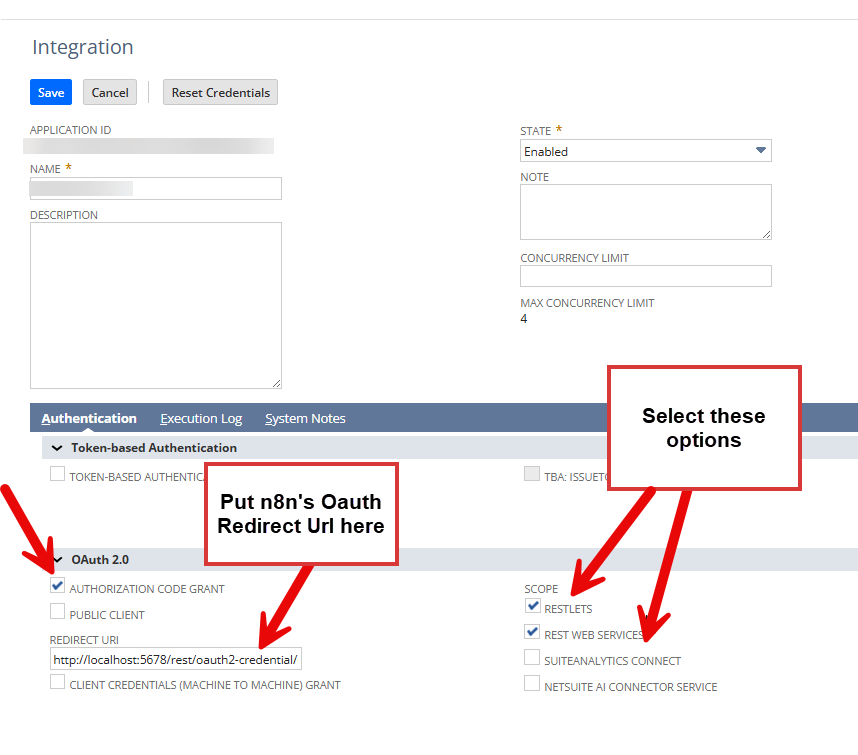 Integration
Save Cancel Reset Credentials
APPLICATION ID
NAME *
DESCRIPTION
STATE *
Enabled
NOTE
CONCURRENCY LIMIT
MAX CONCURRENCY LIMIT
4
Authentication Execution Log System Notes
Token-based Authentication
TOKEN-BASED
TBA:
Select these
options
Put n8n's Oauth
Redirect Url here
OAuth 2.0
AUTHORIZATION CODE GRANT
PUBLIC CLIENT
REDIRECT URI
http://localhost:5678/rest/oauth2-credential/
CLIENT CREDENTIALS (MACHINE TO MACHINE) GRANT
SCOPE
RESTLETS
REST WEB SERVICES
SUITEANALYTICS CONNECT
NETSUITE AI CONNECTOR SERVICE